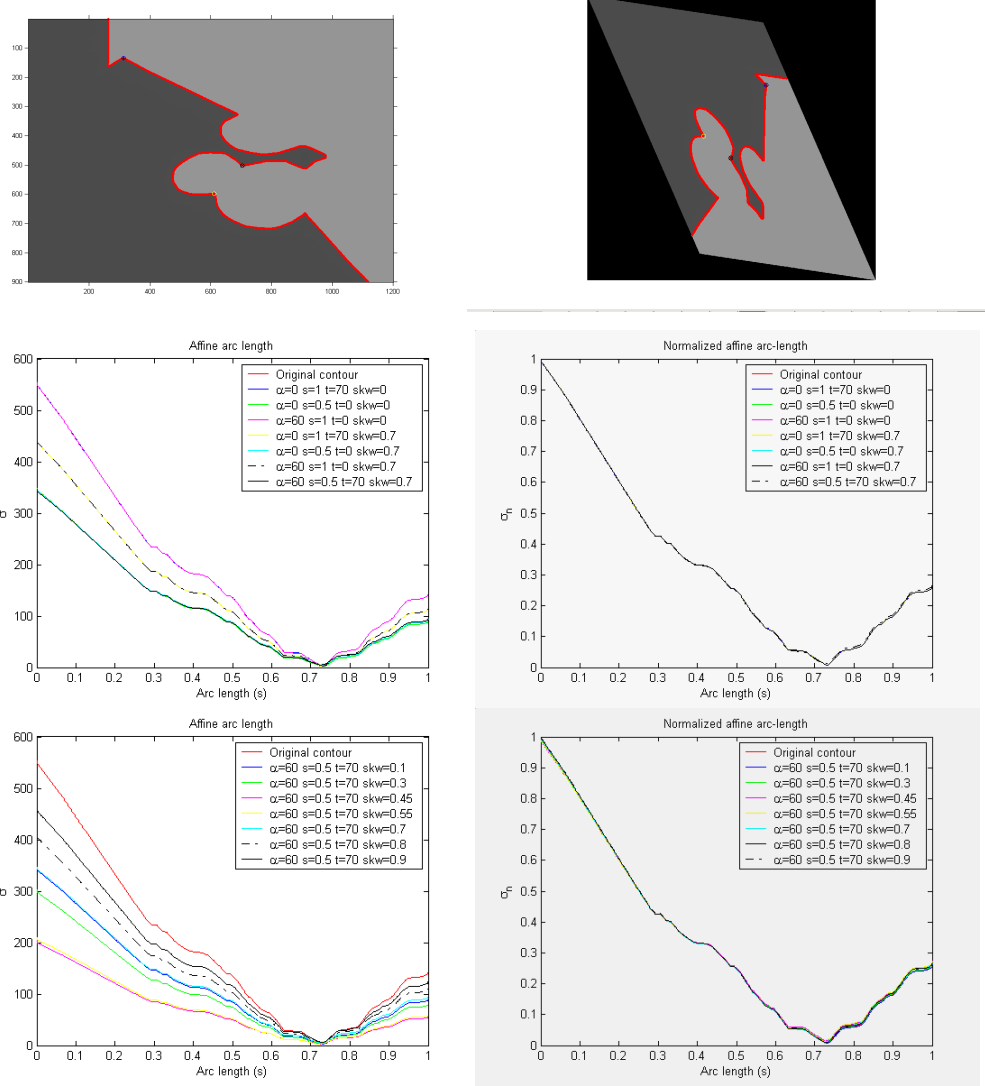 100
200
300
400
500
600
700
800
900
200 400 600 800 1000 1200
Affine arc length
600
500
400
300
200
100
0
σ
Original contour
α=0 s=1 t=70 skw=0
α=0 s=0.5 t=0 skw=0
α=60 s=1 t=0 skw=0
α=0 s=1 t=70 skw=0.7
α=0 s=0.5 t=0 skw=0.7
α=60 s=1 t=0 skw=0.7
α=60 s=0.5 t=70 skw=0.7
0 0.1 0.2 0.3 0.4 0.5 0.6 0.7 0.8 0.9 1
Arc length (s)
Normalized affine arc-length
1
0.9
0.8
0.7
0.6
0.5
0.4
0.3
0.2
0.1
0
σn
Original contour
α=0 s=1 t=70 skw=0
α=0 s=0.5 t=0 skw=0
α=60 s=1 t=0 skw=0
α=0 s=1 t=70 skw=0.7
α=0 s=0.5 t=0 skw=0.7
α=60 s=1 t=0 skw=0.7
α=60 s=0.5 t=70 skw=0.7
0 0.1 0.2 0.3 0.4 0.5 0.6 0.7 0.8 0.9 1
Arc length (s)
Affine arc length
600
500
400
300
200
100
0
σ
Original contour
α=60 s=0.5 t=70 skw=0.1
α=60 s=0.5 t=70 skw=0.3
α=60 s=0.5 t=70 skw=0.45
α=60 s=0.5 t=70 skw=0.55
α=60 s=0.5 t=70 skw=0.7
α=60 s=0.5 t=70 skw=0.8
α=60 s=0.5 t=70 skw=0.9
0 0.1 0.2 0.3 0.4 0.5 0.6 0.7 0.8 0.9 1
Arc length (s)
Normalized affine arc-length
1
0.9
0.8
0.7
0.6
0.5
0.4
0.3
0.2
0.1
0
σn
Original contour
α=60 s=0.5 t=70 skw=0.1
α=60 s=0.5 t=70 skw=0.3
α=60 s=0.5 t=70 skw=0.45
α=60 s=0.5 t=70 skw=0.55
α=60 s=0.5 t=70 skw=0.7
α=60 s=0.5 t=70 skw=0.8
α=60 s=0.5 t=70 skw=0.9
0 0.1 0.2 0.3 0.4 0.5 0.6 0.7 0.8 0.9 1
Arc length (s)